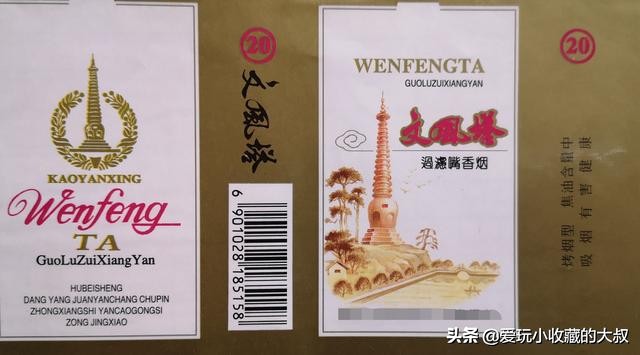 KAOYANXING
Wenfeng
TA
GuoLuZuiXiangYan
HUBEISHENG
DANG YANG JUANYANCHANG CHUPIN
ZHONGXIANGSHI YANCAOGONGSI
ZONG JINGXIAO
20
文風塔
6 901028 185158
WENFENGTA
GUOLUZUIXIANGYAN
文風塔
過濾嘴香烟
20
烤烟型 焦油含量中
吸烟有害健康
头条 @爱玩小收藏的大叔